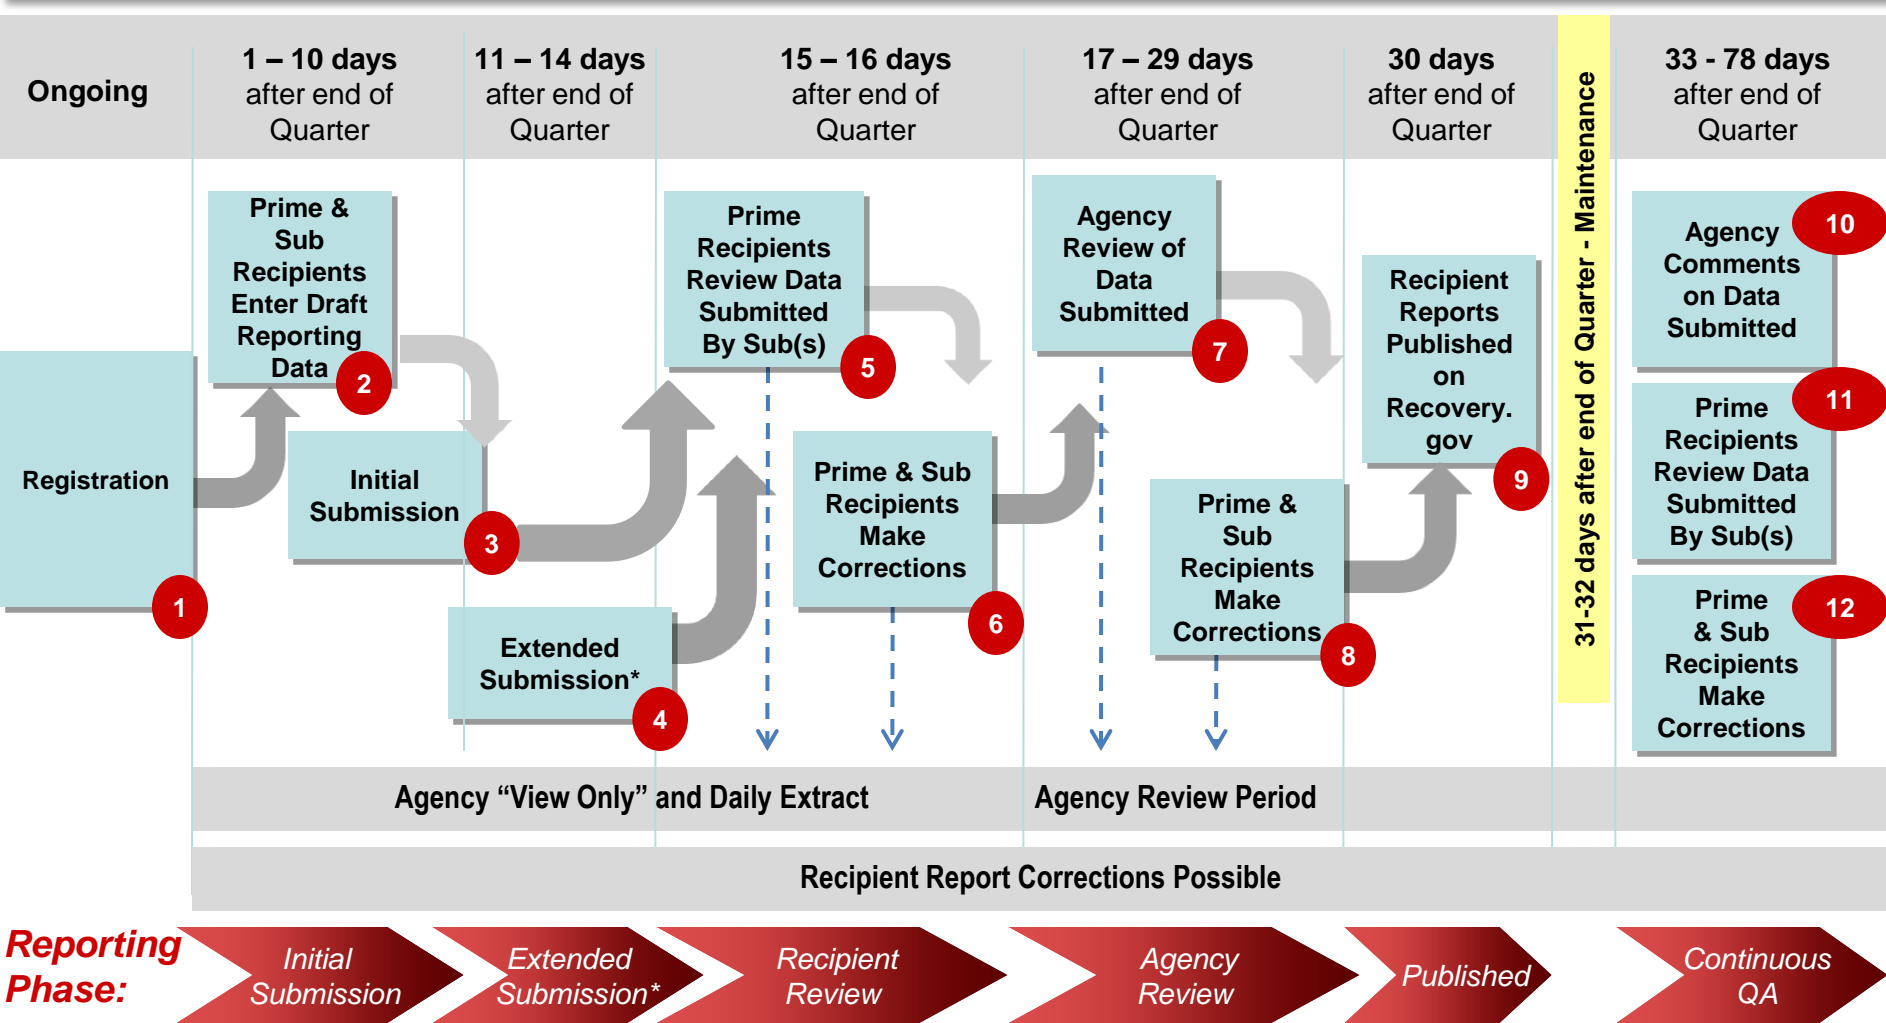 Ongoing
1 – 10 days
after end of
Quarter
11 – 14 days
after end of
Quarter
15 – 16 days
after end of
Quarter
17 – 29 days
after end of
Quarter
30 days
after end of
Quarter
31-32 days after end of Quarter - Maintenance
33 - 78 days
after end of
Quarter
Registration
1
Prime &
Sub
Recipients
Enter Draft
Reporting
Data
2
Initial
Submission
3
Extended
Submission*
4
Prime
Recipients
Review Data
Submitted
By Sub(s)
5
Prime & Sub
Recipients
Make
Corrections
6
Agency
Review of
Data
Submitted
7
Prime &
Sub
Recipients
Make
Corrections
8
Recipient
Reports
Published
on
Recovery.
gov
9
Agency
Comments
on Data
Submitted
10
Prime
Recipients
Review Data
Submitted
By Sub(s)
11
Prime
& Sub
Recipients
Make
Corrections
12
Agency “View Only” and Daily Extract
Agency Review Period
Recipient Report Corrections Possible
Reporting
Phase:
Initial
Submission
Extended
Submission*
Recipient
Review
Agency
Review
Published
Continuous
QA